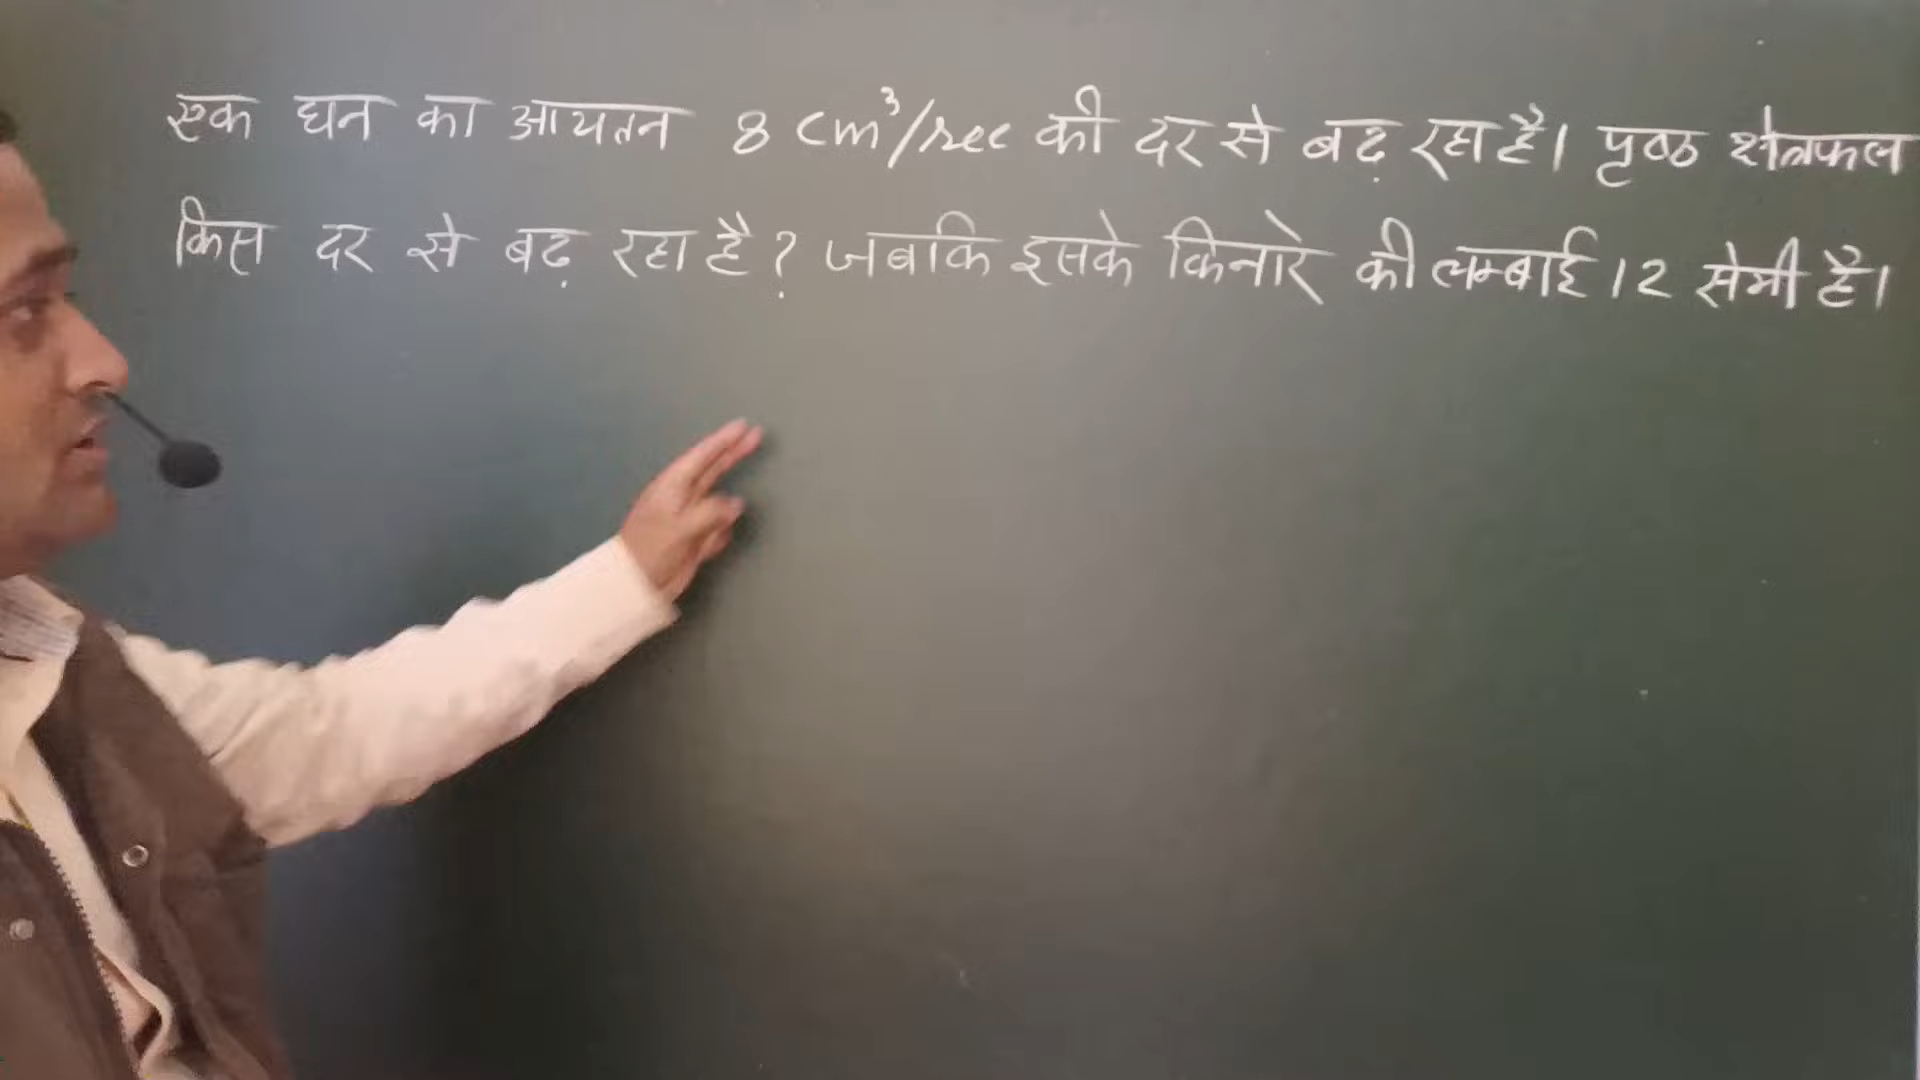 एक घन का आयतन 8 cm³/sec की दर से बढ़ रहा है। पृष्ठ क्षेत्रफल
किस दर से बढ़ रहा है? जबकि इसके किनारे की लम्बाई 12 सेमी है।